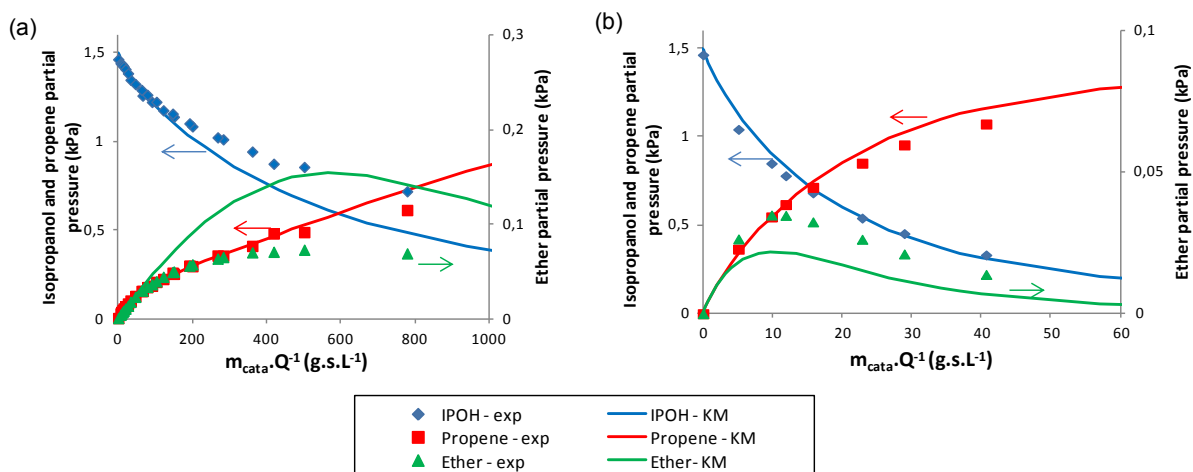 (a)
Isopropanol and propene partial
pressure (kPa)
1,5
1
0,5
0
0,3
0,2
0,1
0
Ether partial pressure (kPa)
0 200 400 600 800 1000
m_cata.Q⁻¹ (g.s.L⁻¹)
(b)
Isopropanol and propene partial
pressure (kPa)
1,5
1
0,5
0
0,1
0,05
0
Ether partial pressure (kPa)
0 10 20 30 40 50 60
m_cata.Q⁻¹ (g.s.L⁻¹)
IPOH - exp IPOH - KM
Propene - exp Propene - KM
Ether - exp Ether- KM